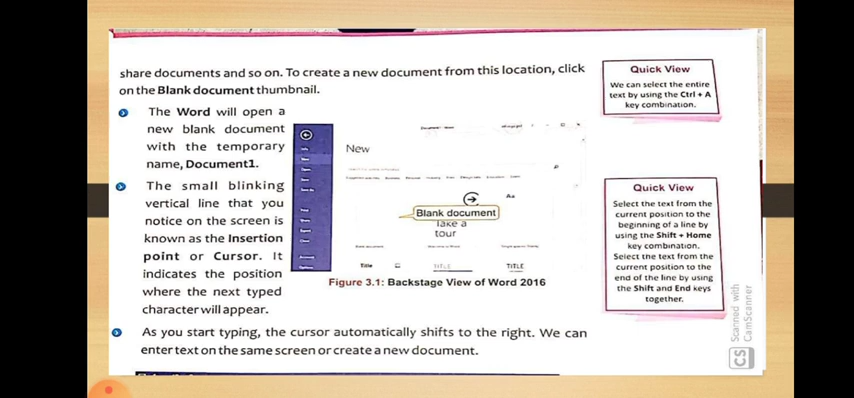 share documents and so on. To create a new document from this location, click
on the Blank document thumbnail.
The Word will open a
new blank document
with the temporary
name, Document1.
The small blinking
vertical line that you
notice on the screen is
known as the Insertion
point or Cursor. It
indicates the position
where the next typed
character will appear.
New
Aa
Blank document
Take a
tour
Title
TITLE
TITLE
Figure 3.1: Backstage View of Word 2016
As you start typing, the cursor automatically shifts to the right. We can
enter text on the same screen or create a new document.
Quick View
We can select the entire
text by using the Ctrl + A
key combination.
Quick View
Select the text from the
current position to the
beginning of a line by
using the Shift + Home
key combination.
Select the text from the
current position to the
end of the line by using
the Shift and End keys
together.
CS
Scanned with
CamScanner